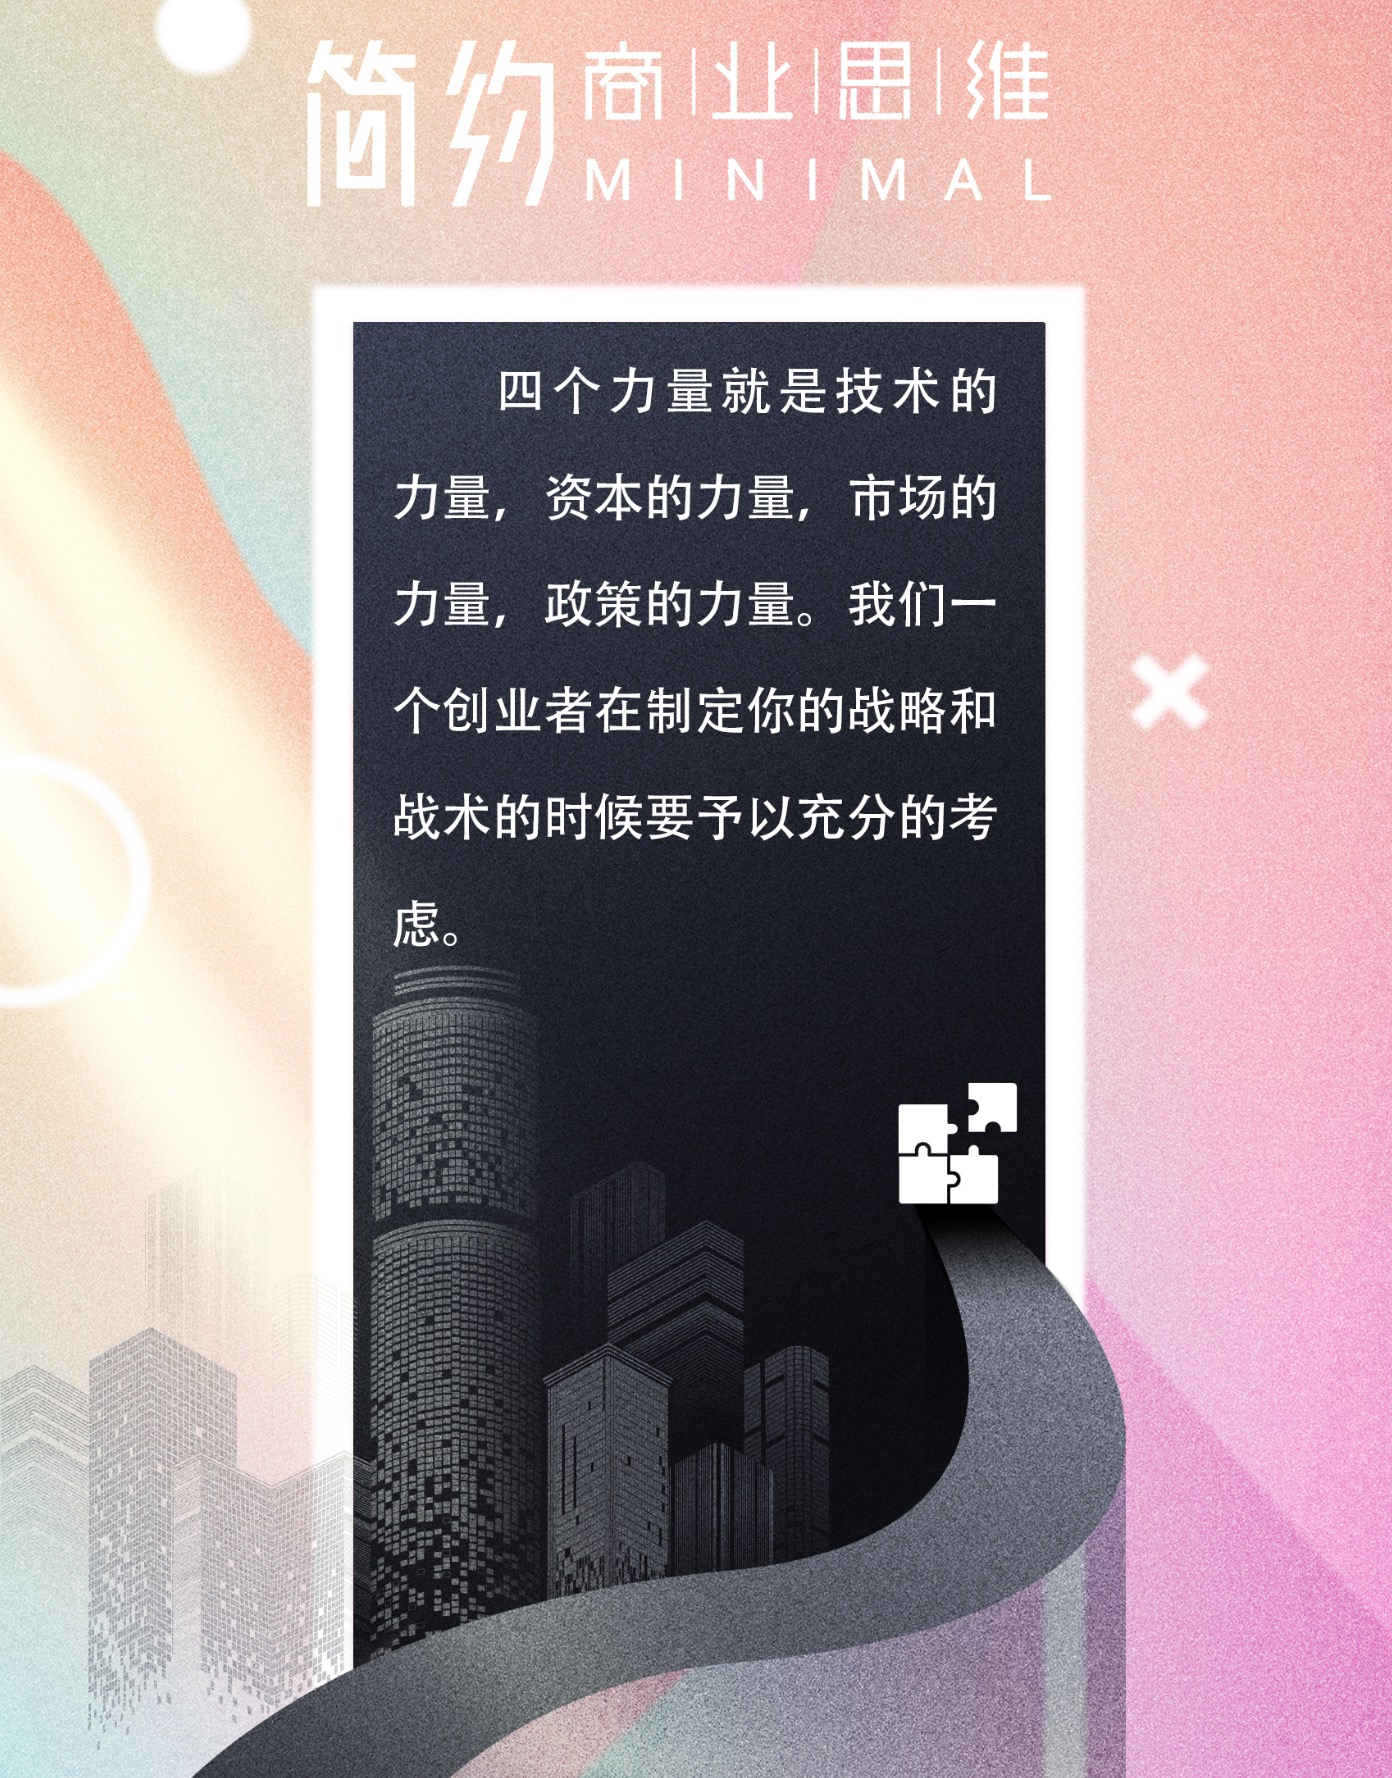 简约
商业思维
MINIMAL
四个力量就是技术的
力量，资本的力量，市场的
力量，政策的力量。我们一
个创业者在制定你的战略和
战术的时候要予以充分的考
虑。